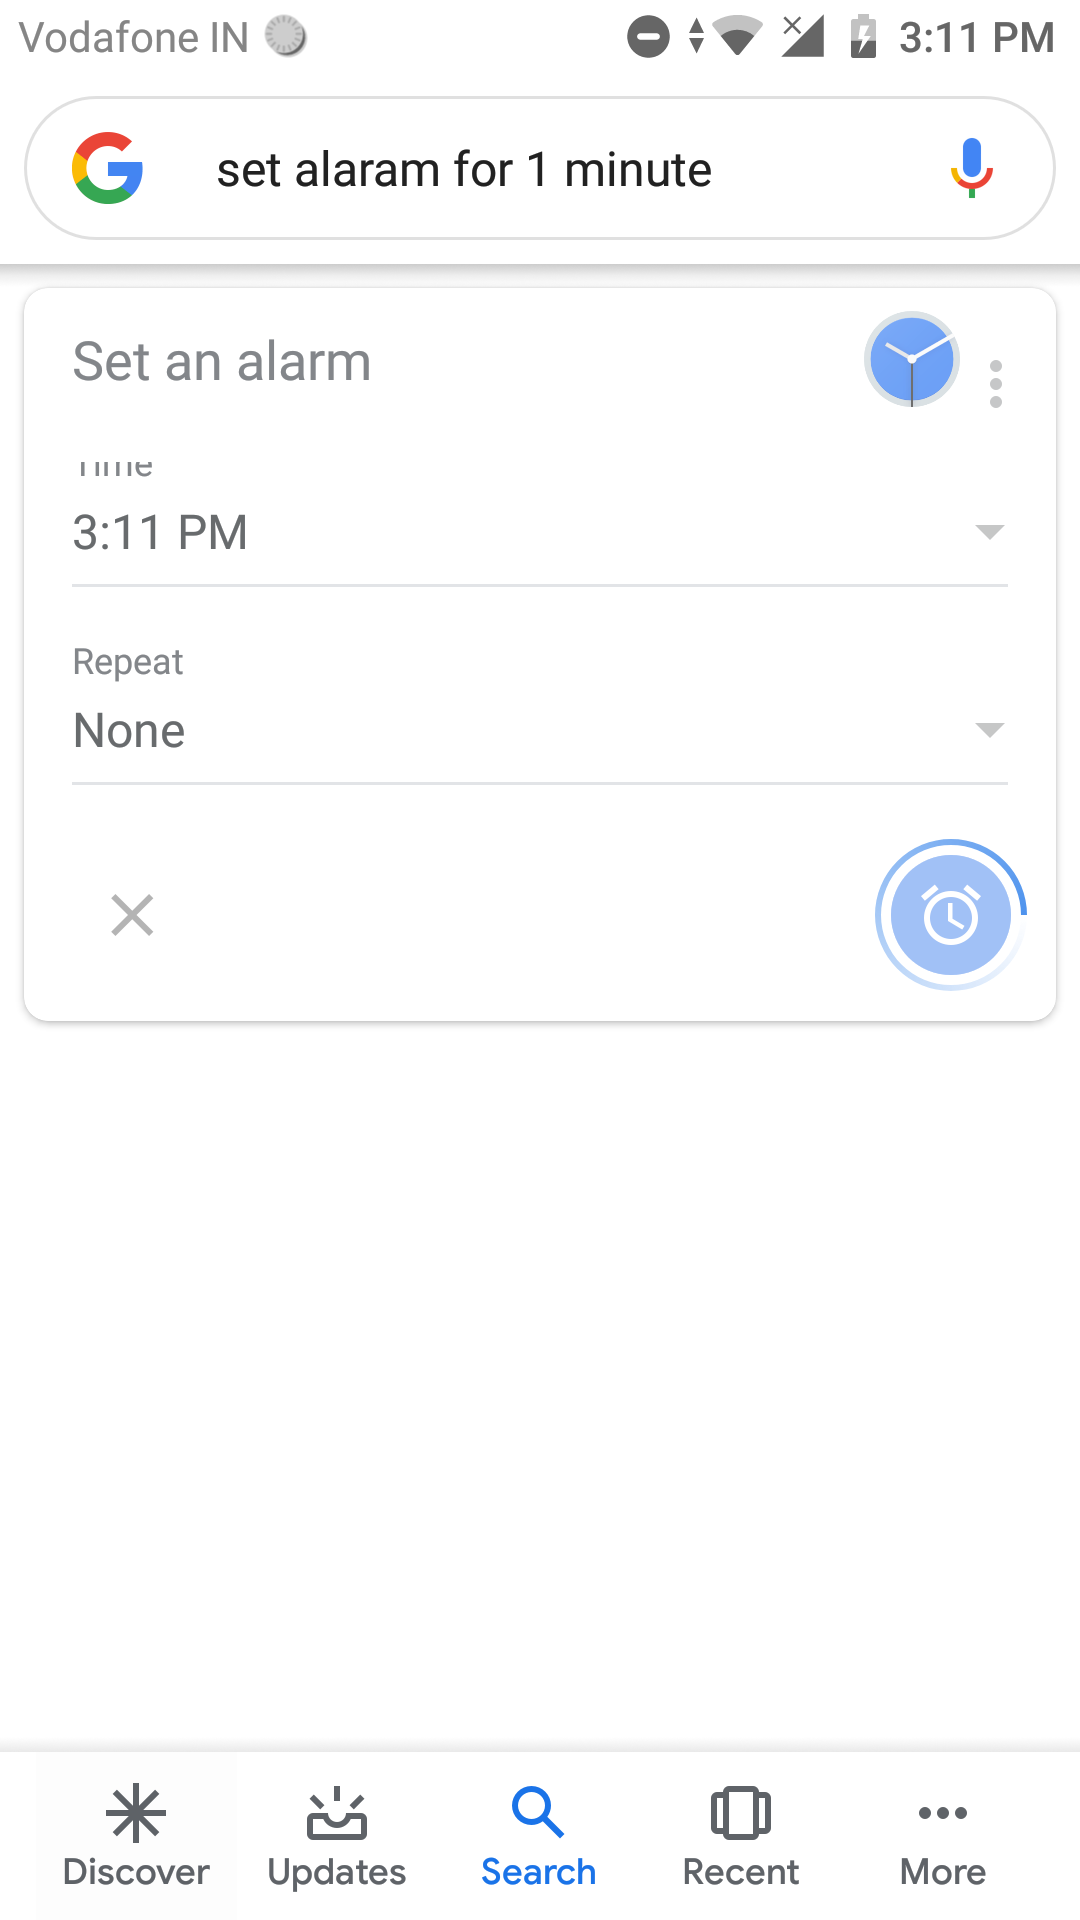 Vodafone IN 3:11 PM
set alaram for 1 minute
Set an alarm
Time
3:11 PM
Repeat
None
Discover Updates Search Recent More